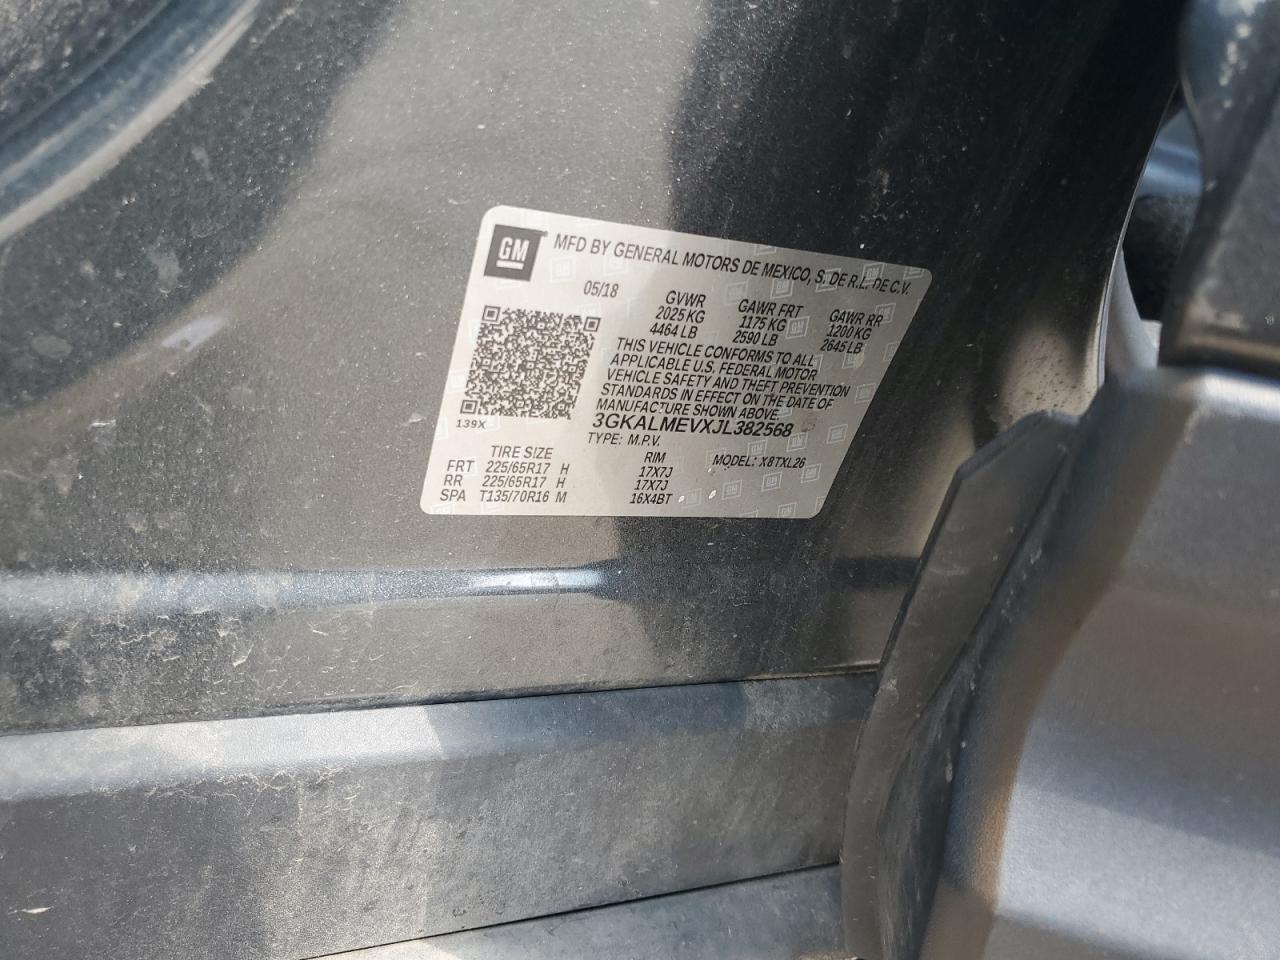 GM
MFD BY GENERAL MOTORS DE MEXICO, S. DE R.L. DE C.V.
05/18 GVWR GAWR FRT GAWR RR
2025 KG 1175 KG 1200 KG
4464 LB 2590 LB 2645 LB
THIS VEHICLE CONFORMS TO ALL
APPLICABLE U.S. FEDERAL MOTOR
VEHICLE SAFETY AND THEFT PREVENTION
STANDARDS IN EFFECT ON THE DATE OF
MANUFACTURE SHOWN ABOVE.
139X
3GKALMEVXJL382568
TYPE: M.P.V.
TIRE SIZE RIM MODEL: X8TXL26
FRT 225/65R17 H 17X7J
RR 225/65R17 H 17X7J
SPA T135/70R16 M 16X4BT